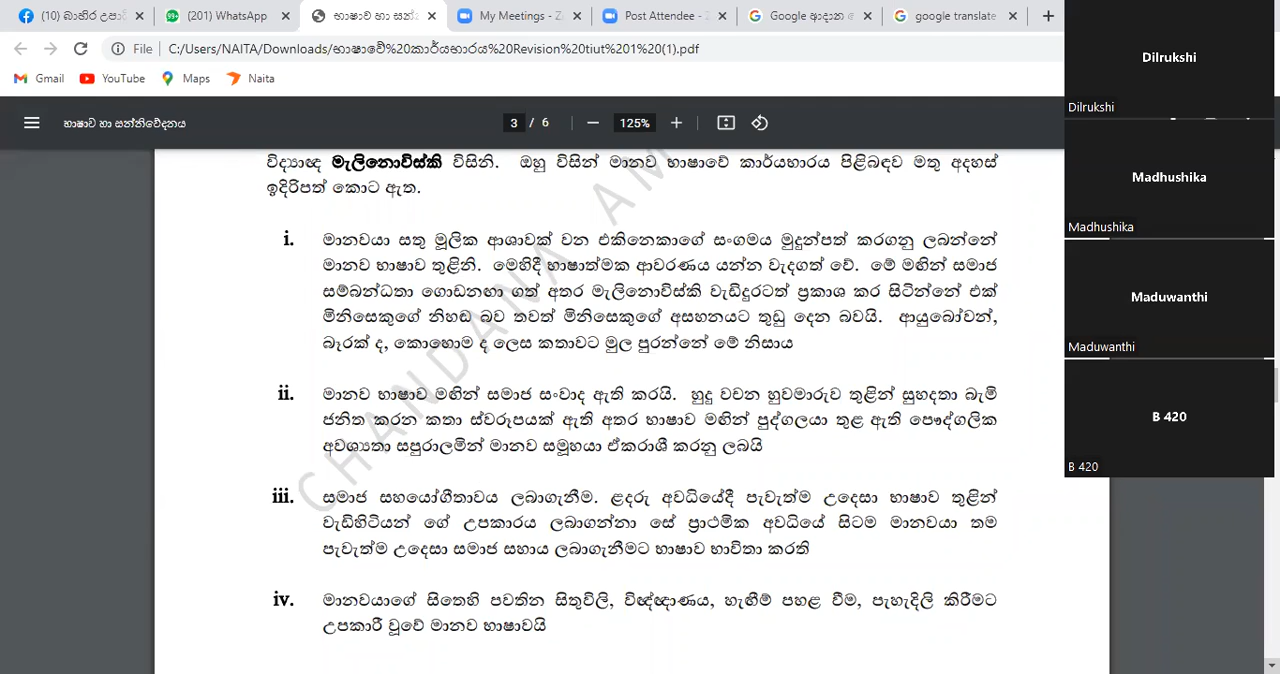 (10) බාහිර උපාධි
(201) WhatsApp
භාෂාව හා සන්නි
My Meetings - Z
Post Attendee - Z
Google ආදාන
google translate
File
C:/Users/NAITA/Downloads/භාෂාවේ%20කාර්යභාරය%20Revision%20tiut%201%20(1).pdf
Gmail
YouTube
Maps
Naita
භාෂාව හා සන්නිවේදනය
3 / 6
125%
විද්‍යාඥ මැලිනොවිස්කි විසිනි. ඔහු විසින් මානව භාෂාවේ කාර්යභාරය පිළිබඳව මතු අදහස්
ඉදිරිපත් කොට ඇත.
i. මානවයා සතු මූලික ආශාවක් වන එකිනෙකාගේ සංගමය මුදුන්පත් කරගනු ලබන්නේ
මානව භාෂාව තුළිනි. මෙහිදී භාෂාත්මක ආවරණය යන්න වැදගත් වේ. මේ මඟින් සමාජ
සම්බන්ධතා ගොඩනඟා ගත් අතර මැලිනොවිස්කි වැඩිදුරටත් ප්‍රකාශ කර සිටින්නේ එක්
මිනිසෙකුගේ නිහඬ බව තවත් මිනිසෙකුගේ අසහනයට තුඩු දෙන බවයි. ආයුබෝවන්,
බෑරක් ද, කොහොම ද ලෙස කතාවට මුල පුරන්නේ මේ නිසාය
ii. මානව භාෂාව මඟින් සමාජ සංවාද ඇති කරයි. හුදු වචන හුවමාරුව තුළින් සුහදතා බැමි
ජනිත කරන කතා ස්වරූපයක් ඇති අතර භාෂාව මඟින් පුද්ගලයා තුළ ඇති පෞද්ගලික
අවශ්‍යතා සපුරාලමින් මානව සමූහයා ඒකරාශී කරනු ලබයි
iii. සමාජ සහයෝගීතාවය ලබාගැනීම. ළදරු අවධියේදී පැවැත්ම උදෙසා භාෂාව තුළින්
වැඩිහිටියන් ගේ උපකාරය ලබාගන්නා සේ ප්‍රාථමික අවධියේ සිටම මානවයා තම
පැවැත්ම උදෙසා සමාජ සහාය ලබාගැනීමට භාෂාව භාවිතා කරති
iv. මානවයාගේ සිතෙහි පවතින සිතුවිලි, විඤ්ඤාණය, හැඟීම් පහළ වීම, පැහැදිලි කිරීමට
උපකාරී වූවේ මානව භාෂාවයි
CHANDANA AM
Dilrukshi
Dilrukshi
Madhushika
Madhushika
Maduwanthi
Maduwanthi
B 420
B 420